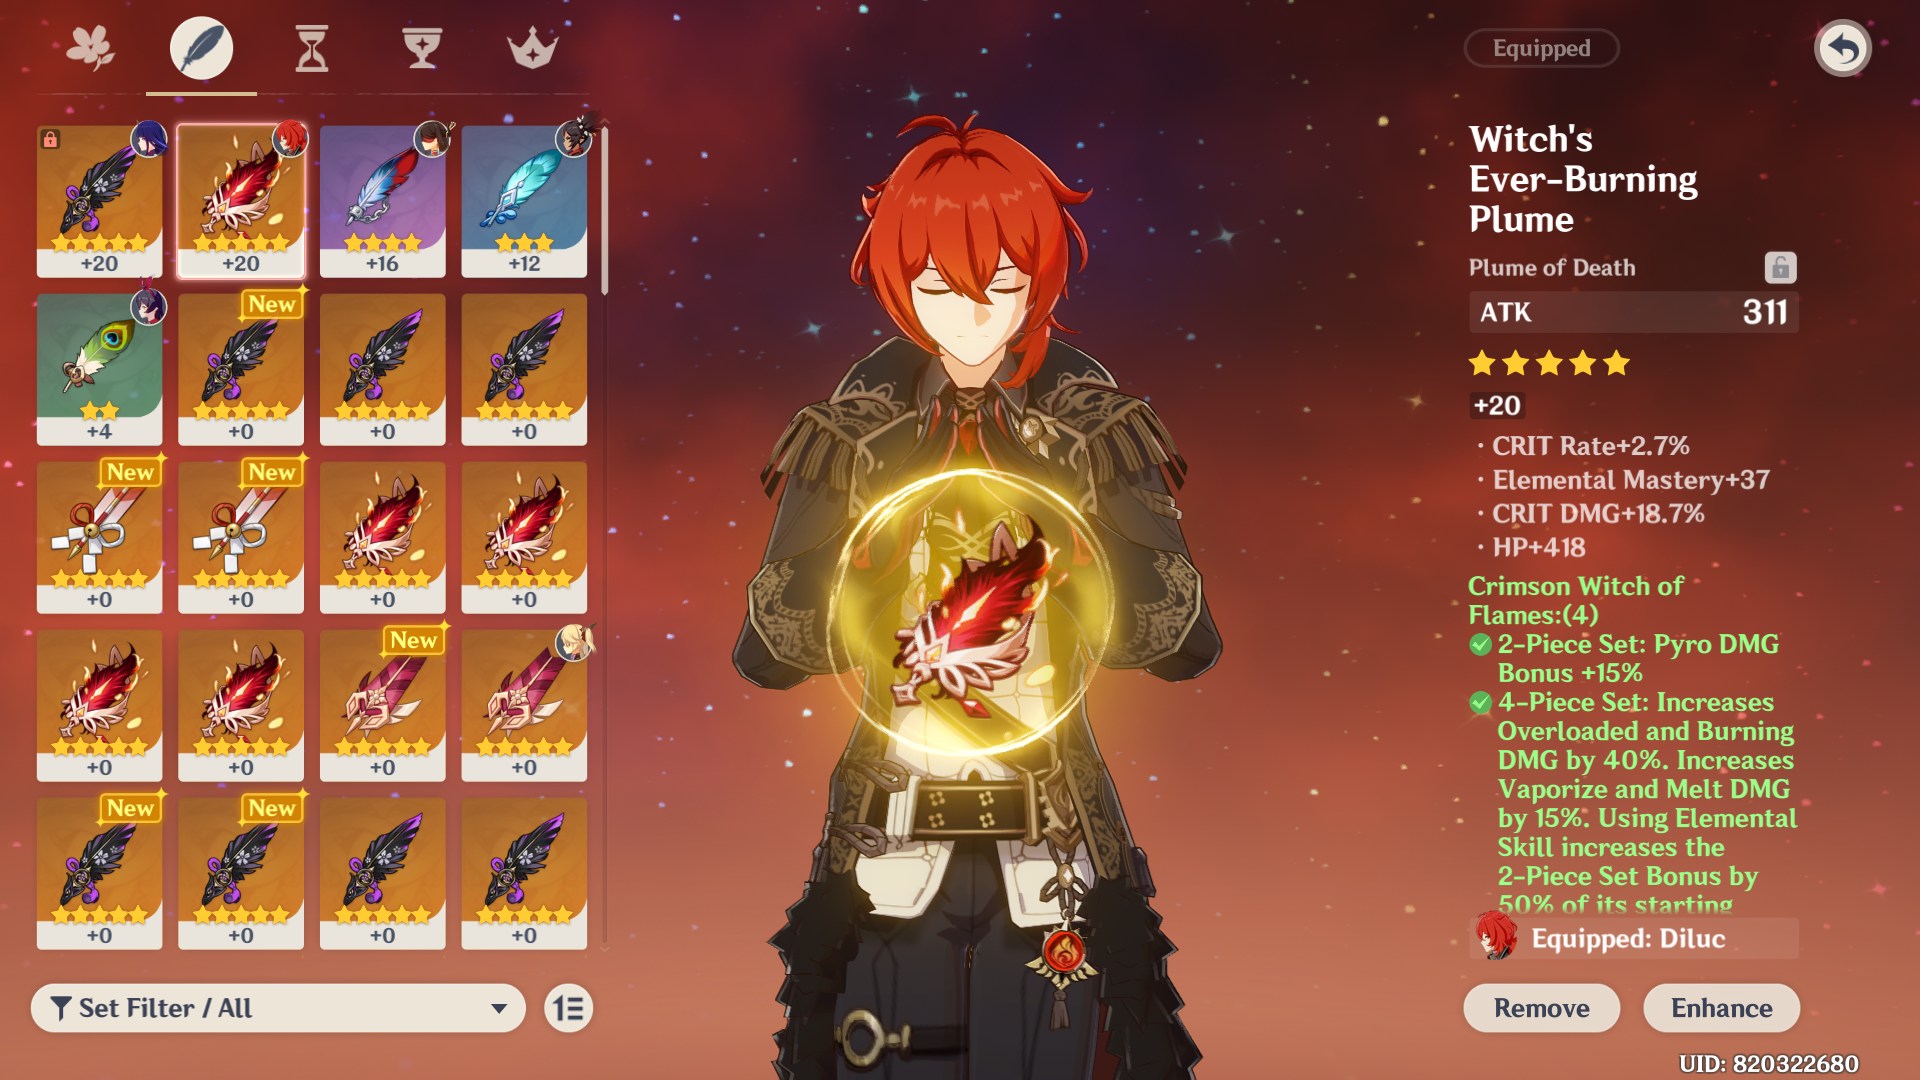 Equipped
Witch's
Ever-Burning
Plume
Plume of Death
ATK 311
+20
· CRIT Rate+2.7%
· Elemental Mastery+37
· CRIT DMG+18.7%
· HP+418
Crimson Witch of
Flames:(4)
2-Piece Set: Pyro DMG
Bonus +15%
4-Piece Set: Increases
Overloaded and Burning
DMG by 40%. Increases
Vaporize and Melt DMG
by 15%. Using Elemental
Skill increases the
2-Piece Set Bonus by
50% of its starting
Equipped: Diluc
Remove Enhance
UID: 820322680
+20 +20 +16 +12
New
+4 +0 +0 +0
New New
+0 +0 +0 +0
New
+0 +0 +0 +0
New New
+0 +0 +0 +0
Set Filter / All